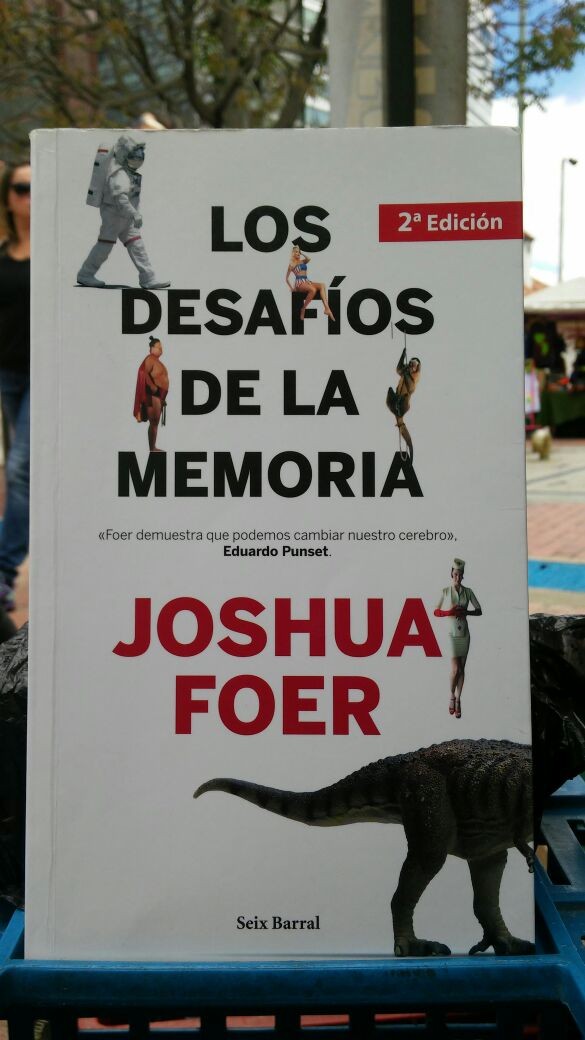 LOS
2ª Edición
DESAFÍOS
DE LA
MEMORIA
«Foer demuestra que podemos cambiar nuestro cerebro»,
Eduardo Punset.
JOSHUA
FOER
Seix Barral